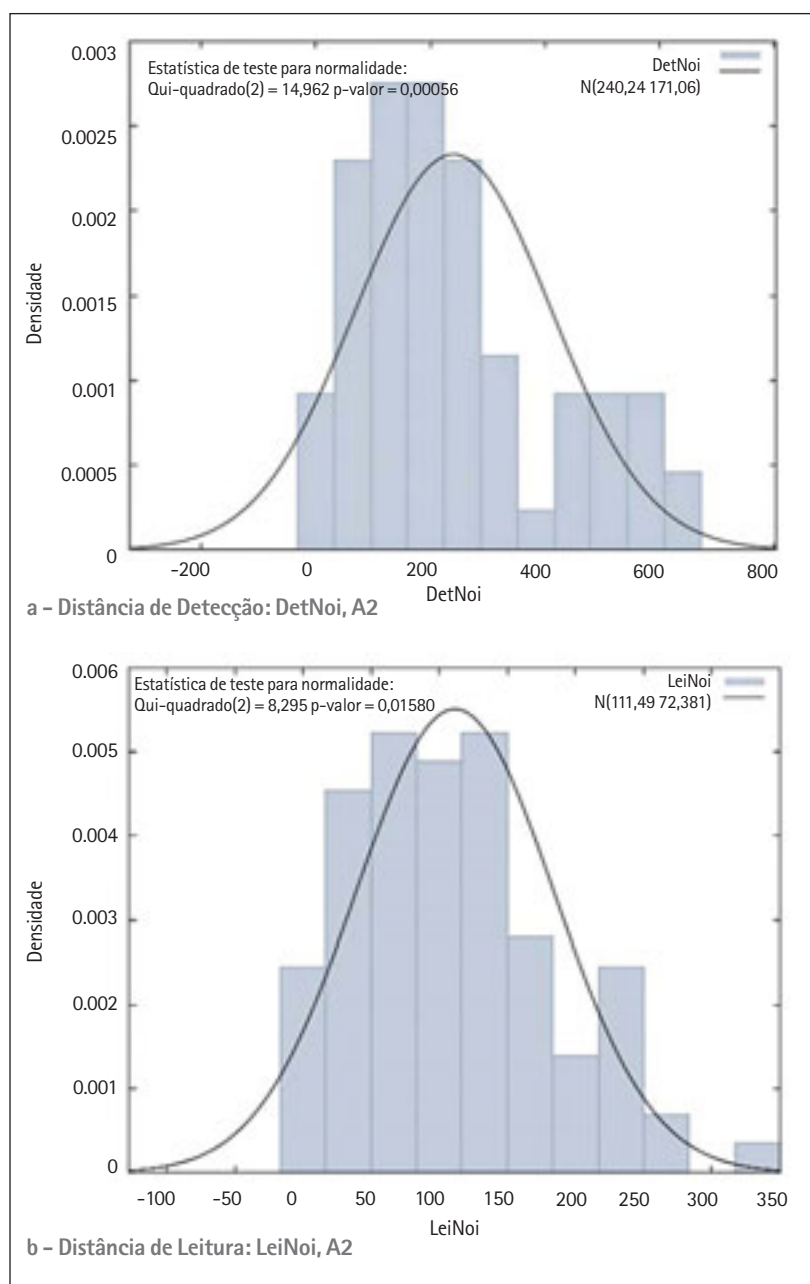 0.003
Estatística de teste para normalidade:
Qui-quadrado(2) = 14,962 p-valor = 0,00056
DetNoi
N(240,24 171,06)
0.0025
0.002
0.0015
0.001
0.0005
0
Densidade
-200 0 200 400 600 800
DetNoi
a – Distância de Detecção: DetNoi, A2
0.006
Estatística de teste para normalidade:
Qui-quadrado(2) = 8,295 p-valor = 0,01580
LeiNoi
N(111,49 72,381)
0.005
0.004
0.003
0.002
0.001
0
Densidade
-100 -50 0 50 100 150 200 250 300 350
LeiNoi
b – Distância de Leitura: LeiNoi, A2